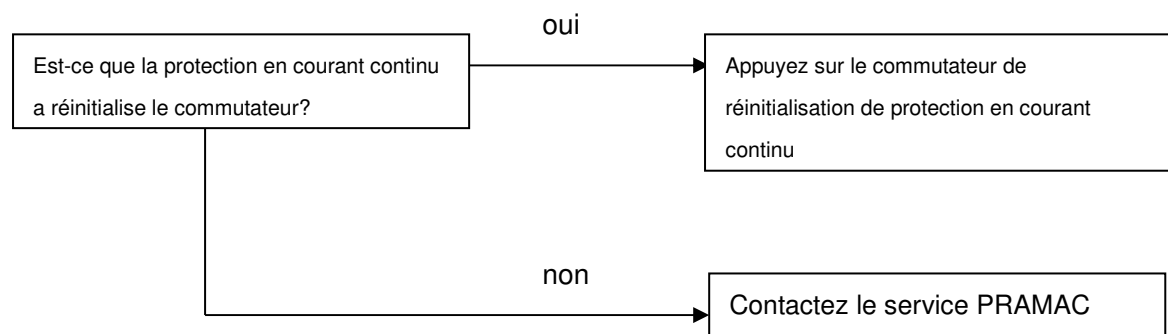 oui
Est-ce que la protection en courant continu
a réinitialise le commutateur?
Appuyez sur le commutateur de
réinitialisation de protection en courant
continu
non
Contactez le service PRAMAC